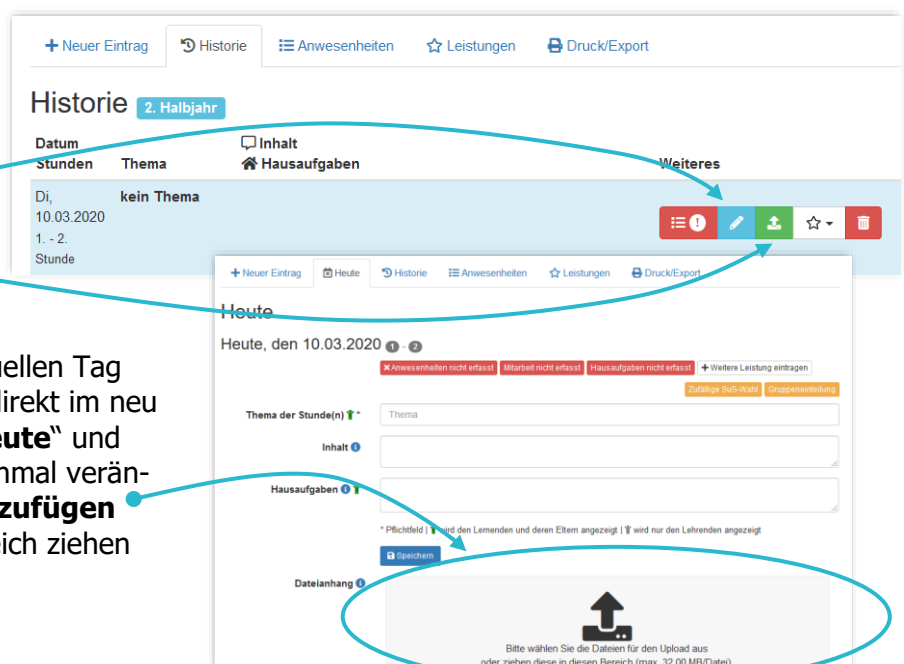 Neuer Eintrag Historie Anwesenheiten Leistungen Druck/Export
Historie 2. Halbjahr
Datum Inhalt
Stunden Thema Hausaufgaben Weiteres
Di, kein Thema
10.03.2020
1. - 2.
Stunde
Neuer Eintrag Heute Historie Anwesenheiten Leistungen Druck/Export
Heute
Heute, den 10.03.2020 1 - 2
Anwesenheiten nicht erfasst Mitarbeit nicht erfasst Hausaufgaben nicht erfasst Weitere Leistung eintragen
Zufällige SuS-Wahl Gruppeneinteilung
Thema der Stunde(n) * Thema
Inhalt
Hausaufgaben
* Pflichtfeld | wird den Lernenden und deren Eltern angezeigt | wird nur den Lehrenden angezeigt
Speichern
Dateianhang
Bitte wählen Sie die Dateien für den Upload aus
oder ziehen diese in diesen Bereich (max. 32,00 MB/Datei)
uellen Tag
direkt im neu
eute“ und
nmal verän-
zufügen
eich ziehen